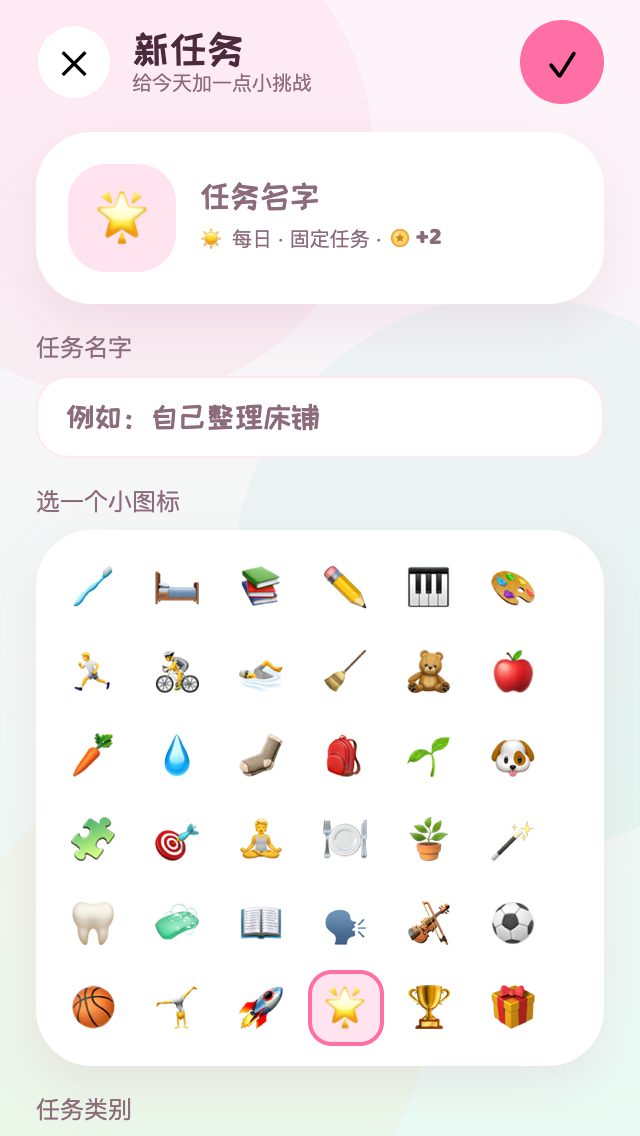 新任务
给今天加一点小挑战
任务名字
每日 · 固定任务 · +2
任务名字
例如：自己整理床铺
选一个小图标
任务类别